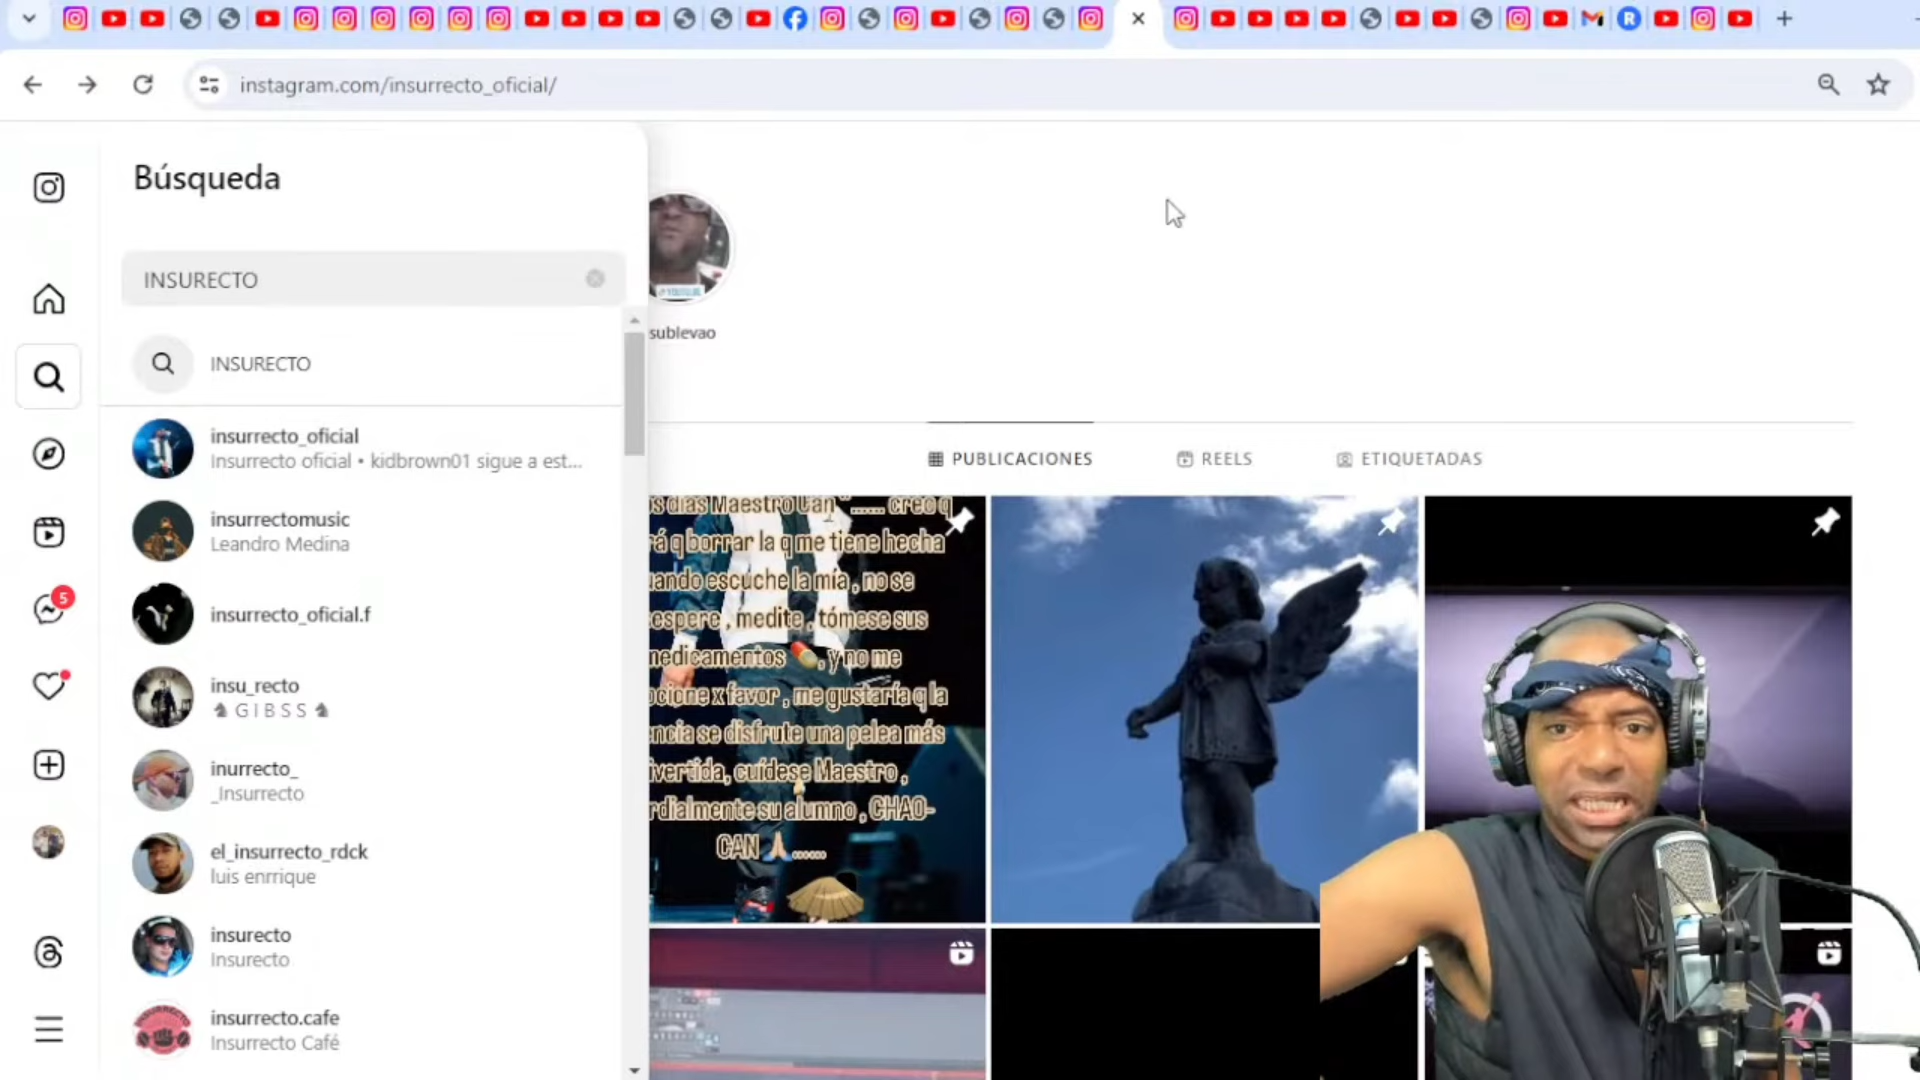 instagram.com/insurrecto_oficial/
Búsqueda
INSURECTO
INSURECTO
insurrecto_oficial
Insurrecto oficial • kidbrown01 sigue a est...
insurrectomusic
Leandro Medina
insurrecto_oficial.f
insu_recto
♞ G I B S S ♞
inurrecto_
_Insurrecto
el_insurrecto_rdck
luis enrrique
insurecto
Insurecto
insurrecto.cafe
Insurrecto Café
5
YOUTUBE
sublevao
PUBLICACIONES
REELS
ETIQUETADAS
s días Maestro Can" ...... creo q
rá q borrar la q me tiene hecha
uando escuche la mía , no se
espere , medite , tómese sus
medicamentos 💊 , y no me
ocione x favor , me gustaría q la
ncia se disfrute una pelea más
ivertida, cuídese Maestro ,
rdialmente su alumno , CHAO-
CAN 🙏🏼 ......